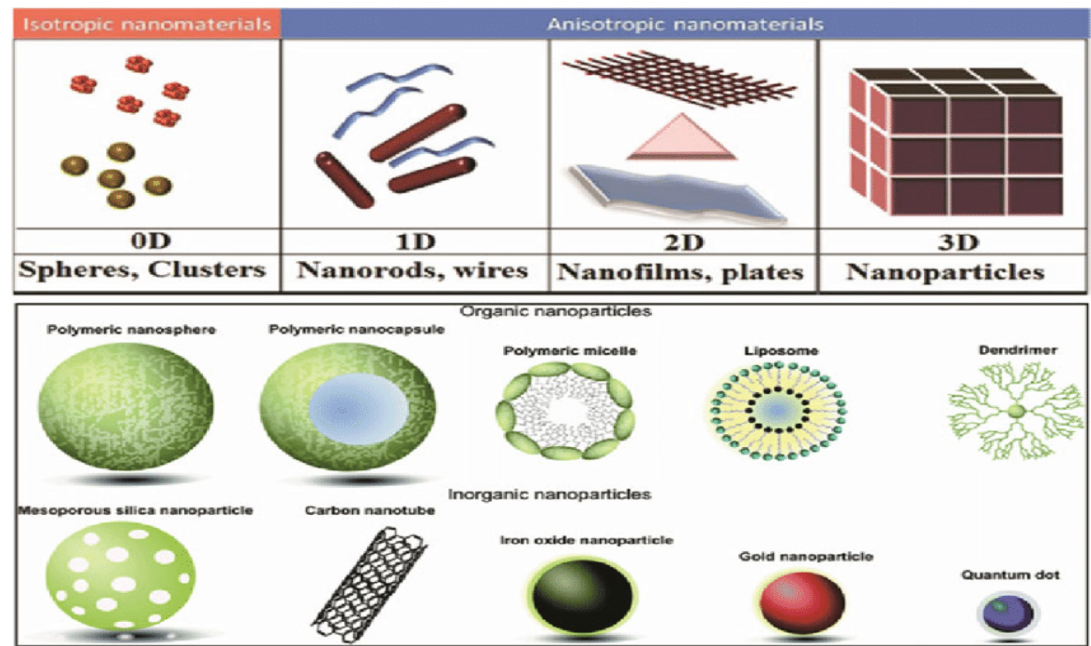 Isotropic nanomaterials
Anisotropic nanomaterials
0D
1D
2D
3D
Spheres, Clusters
Nanorods, wires
Nanofilms, plates
Nanoparticles
Organic nanoparticles
Polymeric nanosphere
Polymeric nanocapsule
Polymeric micelle
Liposome
Dendrimer
Inorganic nanoparticles
Mesoporous silica nanoparticle
Carbon nanotube
Iron oxide nanoparticle
Gold nanoparticle
Quantum dot